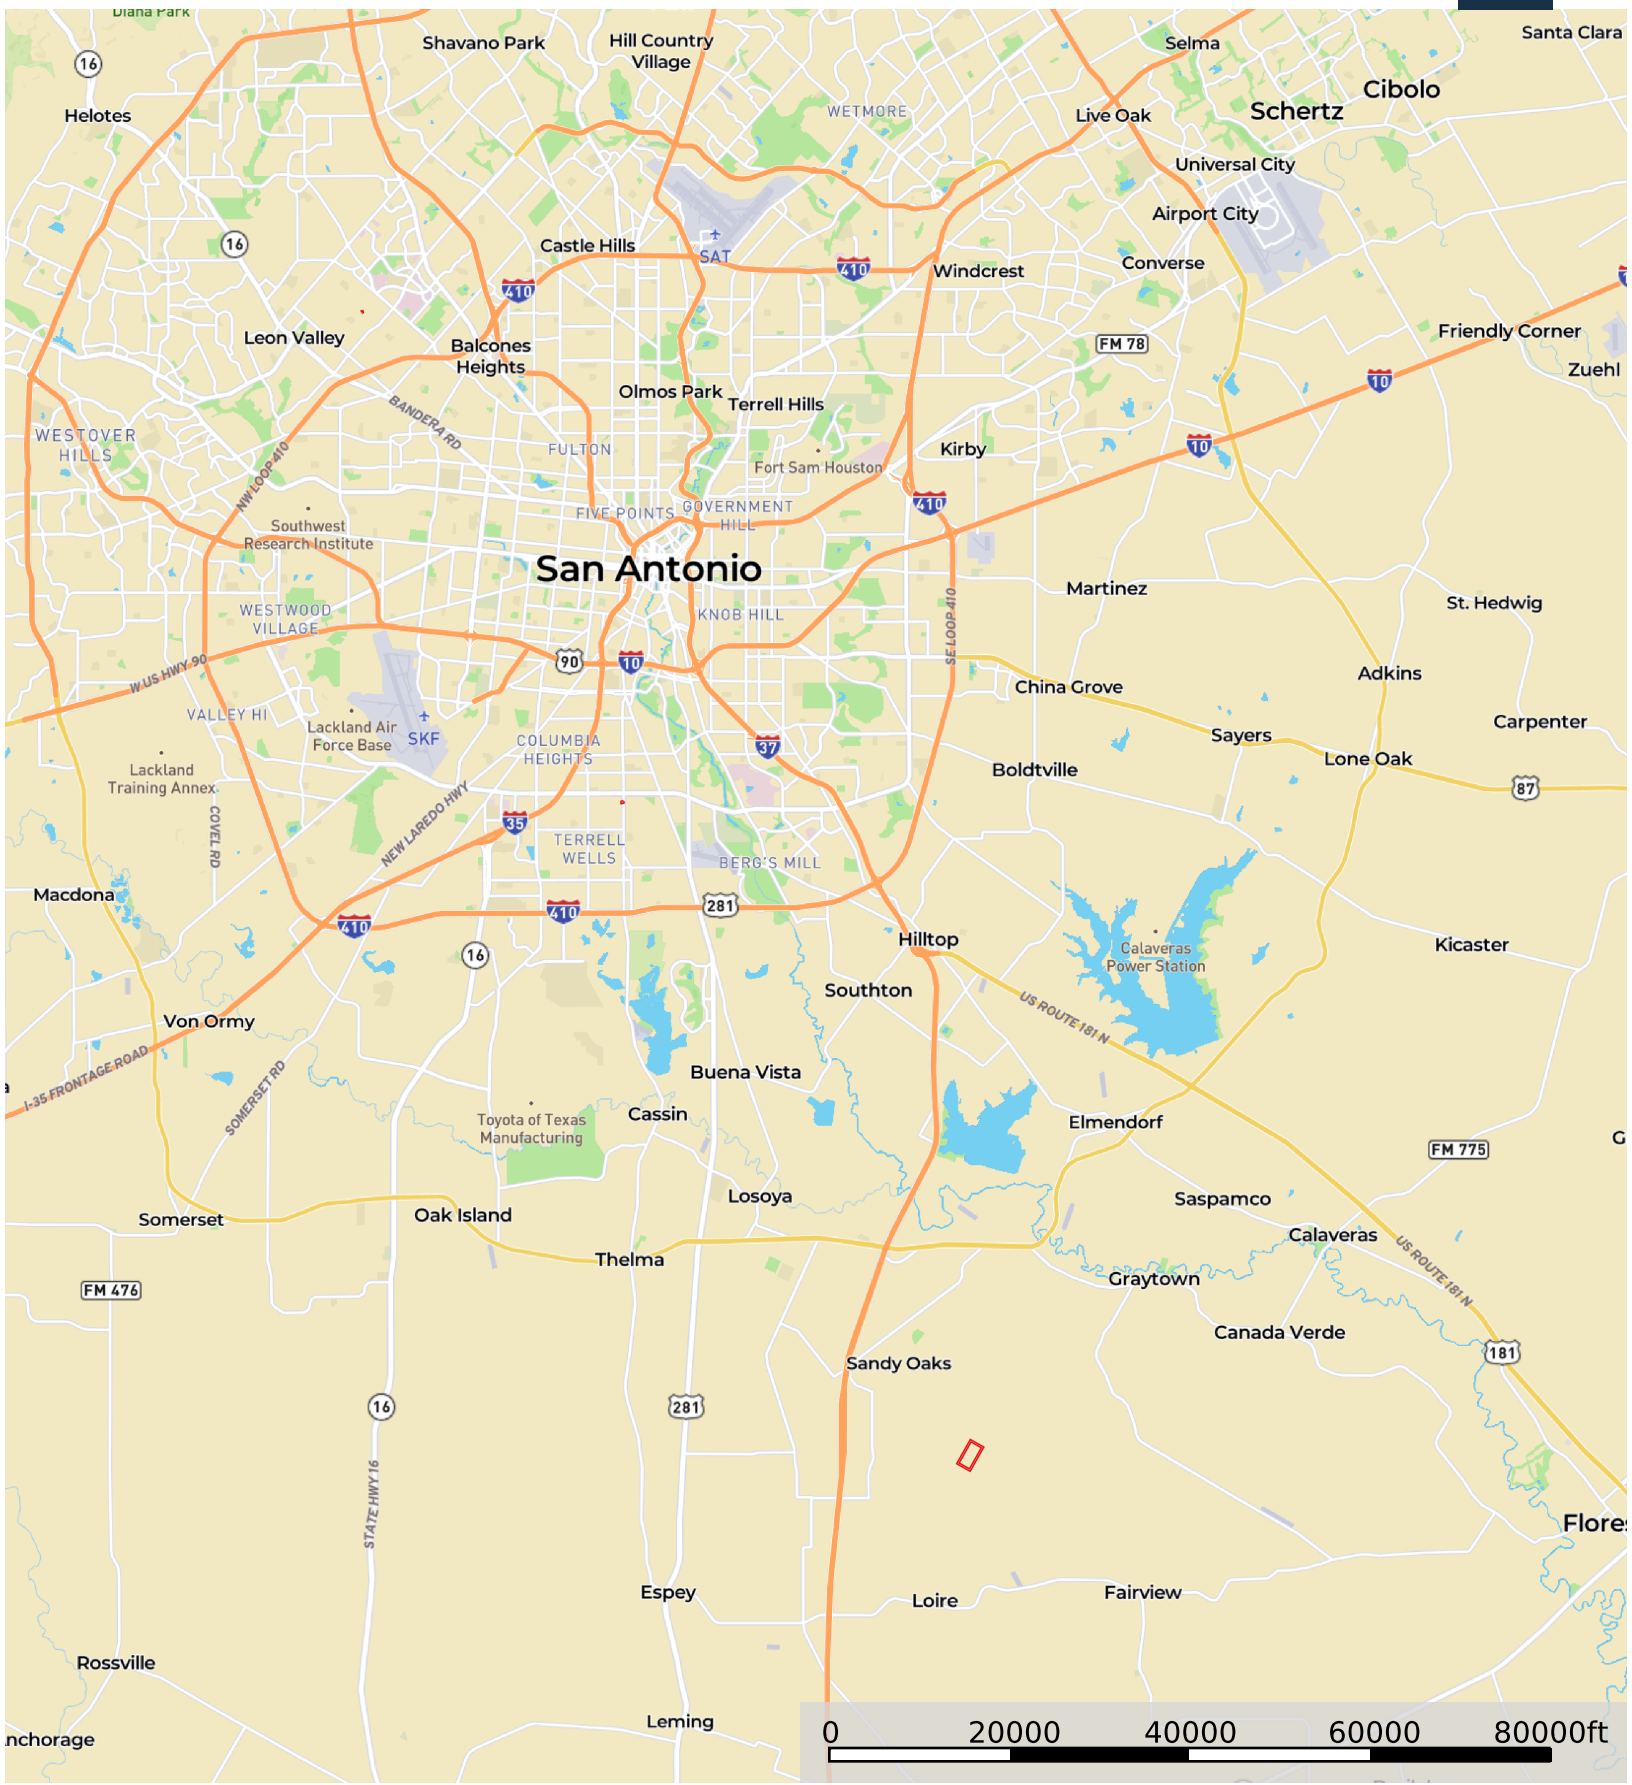 Diana Park
Shavano Park
Hill Country
Village
Selma
Santa Clara
16
Cibolo
Schertz
Helotes
WETMORE
Live Oak
Universal City
Airport City
16
Castle Hills
SAT
410
410
Windcrest
Converse
Leon Valley
Balcones
Heights
FM 78
Friendly Corner
Zuehl
10
Olmos Park
Terrell Hills
BANDERA RD
WESTOVER
HILLS
FULTON
Kirby
10
NW LOOP 410
Fort Sam Houston
410
FIVE POINTS
GOVERNMENT
HILL
Southwest
Research Institute
San Antonio
Martinez
St. Hedwig
WESTWOOD
VILLAGE
KNOB HILL
SE LOOP 410
90
10
W US HWY 90
Adkins
China Grove
VALLEY HI
Lackland Air
Force Base
SKF
COLUMBIA
HEIGHTS
37
Sayers
Carpenter
Lone Oak
Lackland
Training Annex
Boldtville
87
COVEL RD
NEW LAREDO HWY
35
TERRELL
WELLS
BERG'S MILL
Macdona
410
410
281
Hilltop
16
Calaveras
Power Station
Kicaster
Southton
US ROUTE 181 N
Von Ormy
I-35 FRONTAGE ROAD
SOMERSET RD
Buena Vista
Toyota of Texas
Manufacturing
Cassin
Elmendorf
FM 775
G
Losoya
Saspamco
Somerset
Oak Island
Calaveras
Thelma
US ROUTE 181 N
FM 476
Graytown
Canada Verde
181
Sandy Oaks
16
281
STATE HWY 16
Flores
Espey
Loire
Fairview
Rossville
Leming
nchorage
0 20000 40000 60000 80000ft